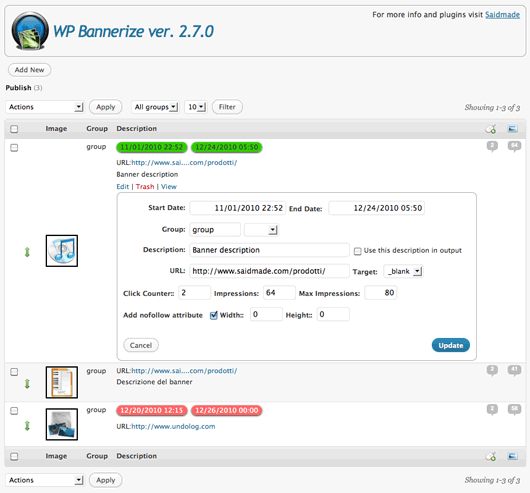 WP Bannerize ver. 2.7.0
For more info and plugins visit Saidmade
Add New
Publish (3)
Actions Apply All groups 10 Filter Showing 1-3 of 3
Image Group Description
group 11/01/2010 22:52 12/24/2010 05:50 2 64
URL:http://www.sai....com/prodotti/
Banner description
Edit | Trash | View
Start Date: 11/01/2010 22:52 End Date: 12/24/2010 05:50
Group: group
Description: Banner description Use this description in output
URL: http://www.saidmade.com/prodotti/ Target: _blank
Click Counter:: 2 Impressions: 64 Max Impressions: 80
Add nofollow attribute Width:: 0 Height:: 0
Cancel Update
group URL:http://www.sai....com/prodotti/ 2 41
Descrizione del banner
group 12/20/2010 12:15 12/26/2010 00:00 2 58
URL:http://www.undolog.com
Image Group Description
Actions Apply Showing 1-3 of 3